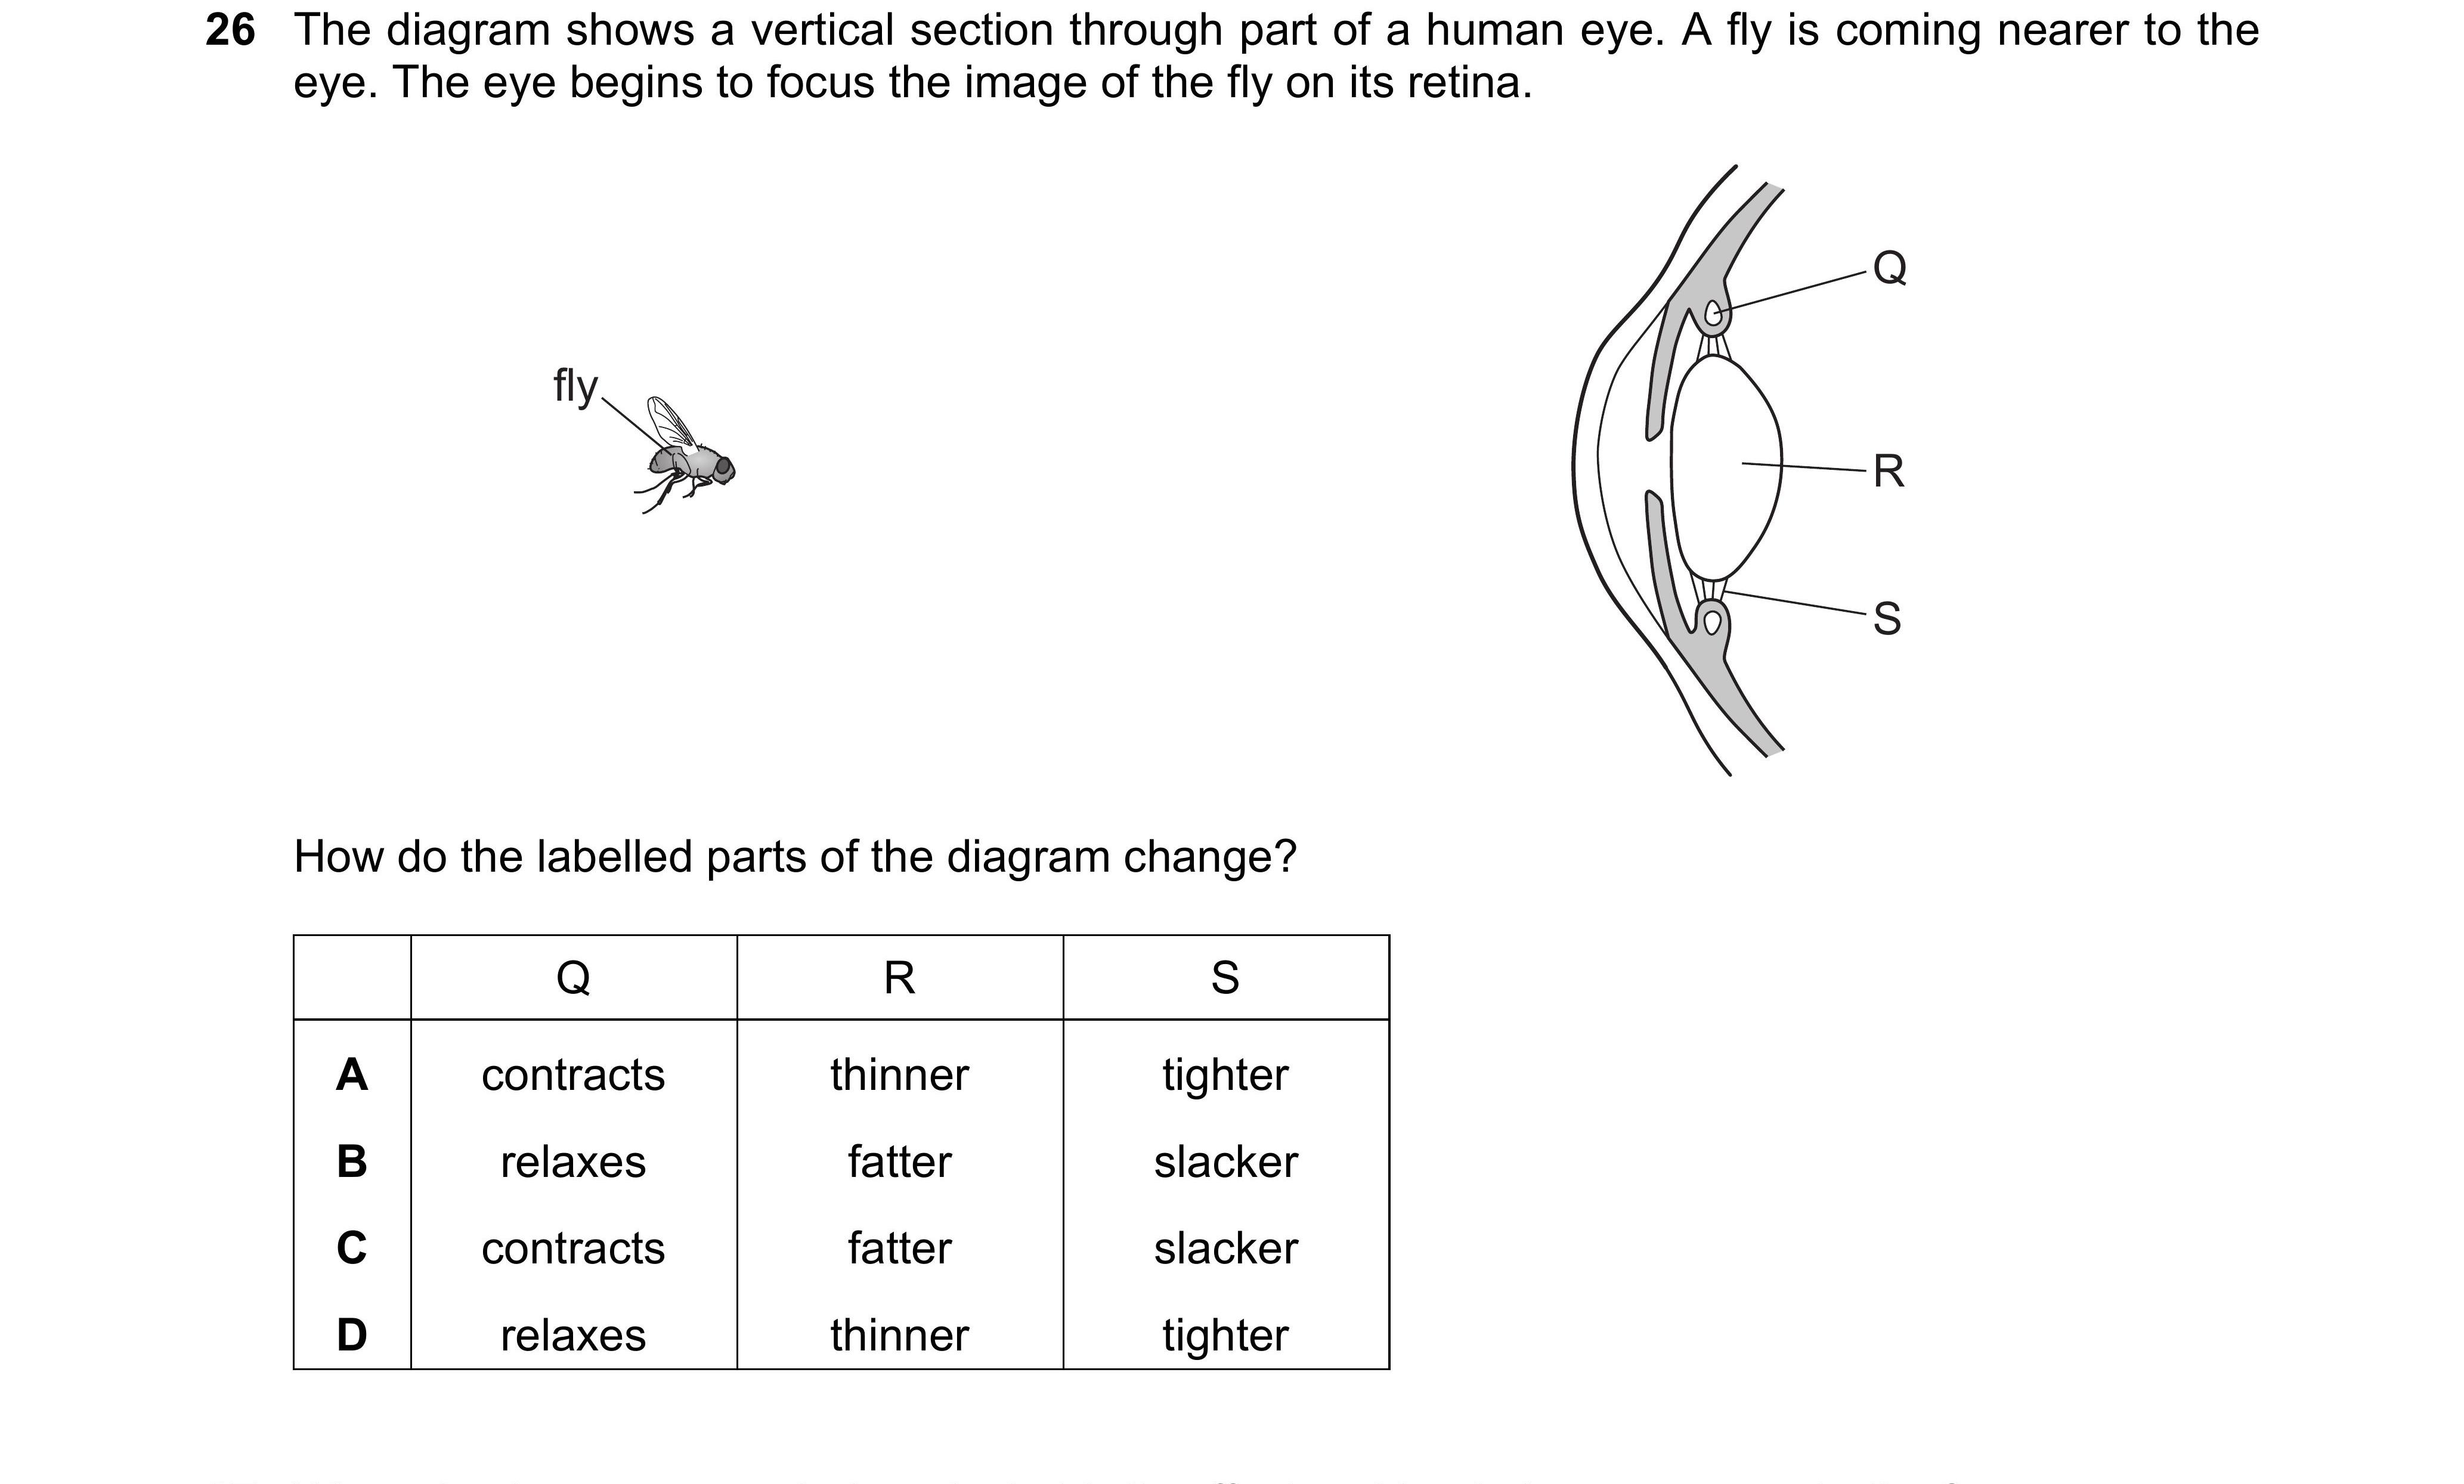 26 The diagram shows a vertical section through part of a human eye. A fly is coming nearer to the
eye. The eye begins to focus the image of the fly on its retina.
Q
fly
R
S
How do the labelled parts of the diagram change?
Q R S
A contracts thinner tighter
B relaxes fatter slacker
C contracts fatter slacker
D relaxes thinner tighter